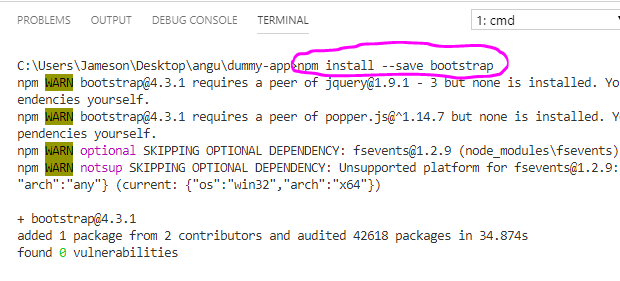 PROBLEMS OUTPUT DEBUG CONSOLE TERMINAL 1: cmd
C:\Users\Jameson\Desktop\angu\dummy-app>npm install --save bootstrap
npm WARN bootstrap@4.3.1 requires a peer of jquery@1.9.1 - 3 but none is installed. Yo
endencies yourself.
npm WARN bootstrap@4.3.1 requires a peer of popper.js@^1.14.7 but none is installed. Y
pendencies yourself.
npm WARN optional SKIPPING OPTIONAL DEPENDENCY: fsevents@1.2.9 (node_modules\fsevents)
npm WARN notsup SKIPPING OPTIONAL DEPENDENCY: Unsupported platform for fsevents@1.2.9:
"arch":"any"} (current: {"os":"win32","arch":"x64"})
+ bootstrap@4.3.1
added 1 package from 2 contributors and audited 42618 packages in 34.874s
found 0 vulnerabilities